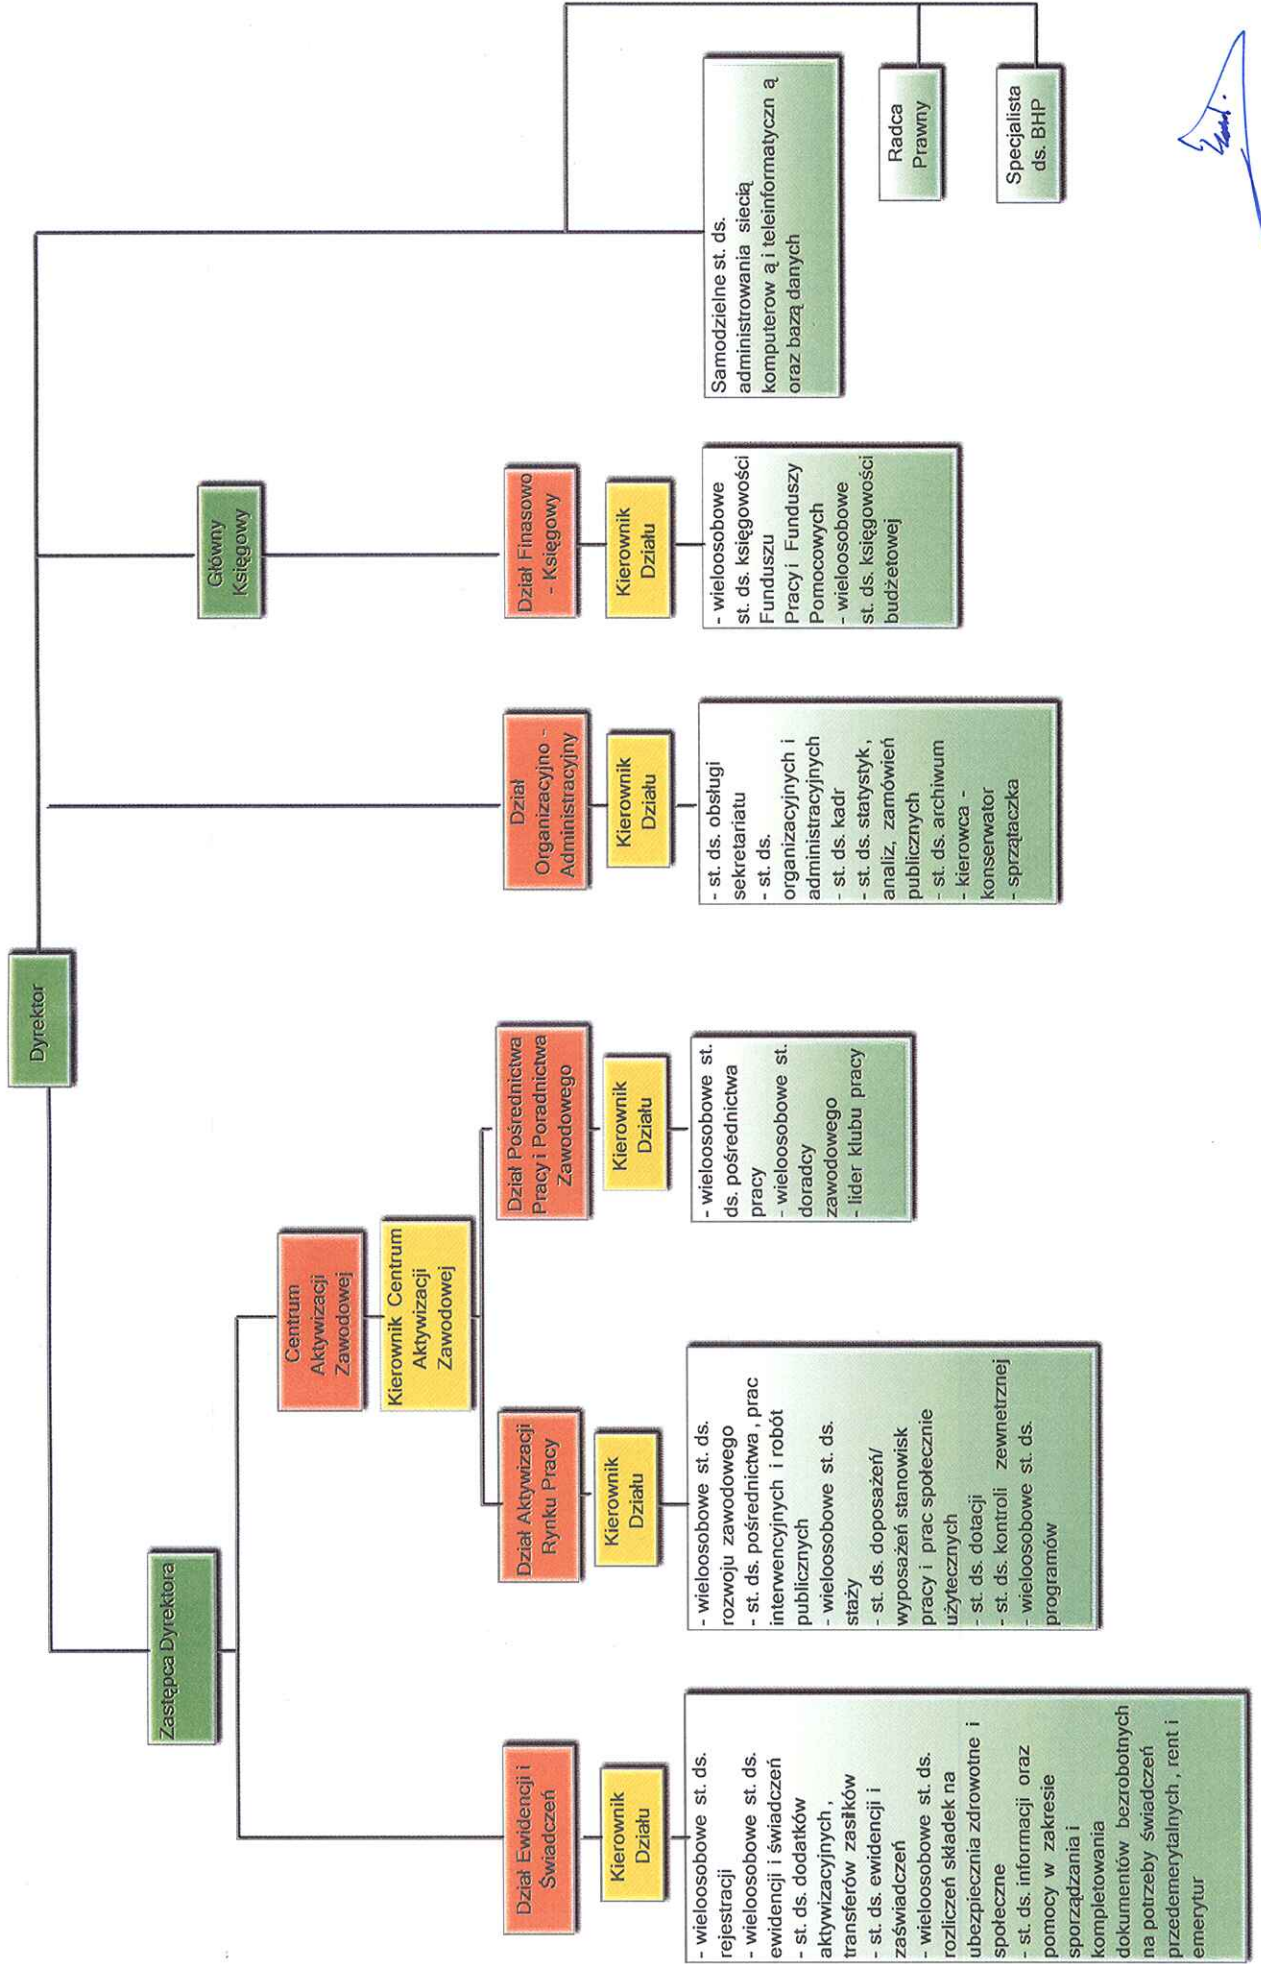 Dyrektor
Zastępca Dyrektora
Główny
Księgowy
Centrum
Aktywizacji
Zawodowej
Kierownik Centrum
Aktywizacji
Zawodowej
Dział Ewidencji i
Świadczeń
Kierownik
Działu
- wieloosobowe st. ds.
rejestracji
- wieloosobowe st. ds.
ewidencji i świadczeń
- st. ds. dodatków
aktywizacyjnych ,
transferów zasiłków
- st. ds. ewidencji i
zaświadczeń
- wieloosobowe st. ds.
rozliczeń składek na
ubezpiecznia zdrowotne i
społeczne
- st. ds. informacji oraz
pomocy w zakresie
sporządzania i
kompletowania
dokumentów bezrobotnych
na potrzeby świadczeń
przedemerytalnych , rent i
emerytur
Dział Aktywizacji
Rynku Pracy
Kierownik
Działu
- wieloosobowe st. ds.
rozwoju zawodowego
- st. ds. pośrednictwa , prac
interwencyjnych i robót
publicznych
- wieloosobowe st. ds.
staży
- st. ds. doposażeń/
wyposażeń stanowisk
pracy i prac społecznie
użytecznych
- st. ds. dotacji
- st. ds. kontroli zewnetrznej
- wieloosobowe st. ds.
programów
Dział Pośrednictwa
Pracy i Poradnictwa
Zawodowego
Kierownik
Działu
- wieloosobowe st.
ds. pośrednictwa
pracy
- wieloosobowe st.
doradcy
zawodowego
- lider klubu pracy
Dział
Organizacyjno -
Administracyjny
Kierownik
Działu
- st. ds. obsługi
sekretariatu
- st. ds.
organizacyjnych i
administracyjnych
- st. ds. kadr
- st. ds. statystyk ,
analiz, zamówień
publicznych
- st. ds. archiwum
- kierowca -
konserwator
- sprzątaczka
Dział Finasowo
- Księgowy
Kierownik
Działu
- wieloosobowe
st. ds. księgowości
Funduszu
Pracy i Funduszy
Pomocowych
- wieloosobowe
st. ds. księgowości
budżetowej
Samodzielne st. ds.
administrowania siecią
komputerow ą i teleinformatyczn ą
oraz bazą danych
Radca
Prawny
Specjalista
ds. BHP